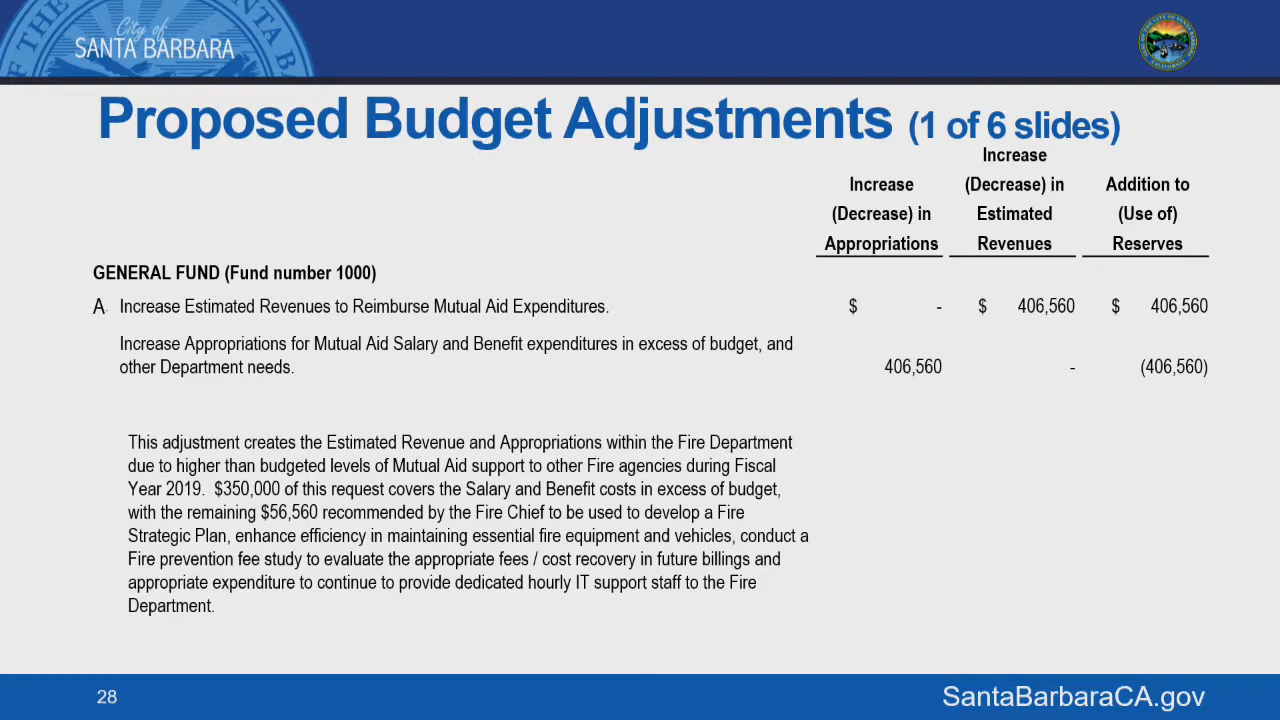 City of
SANTA BARBARA
Proposed Budget Adjustments (1 of 6 slides)
Increase
(Decrease) in
Appropriations
Increase
(Decrease) in
Estimated
Revenues
Addition to
(Use of)
Reserves
GENERAL FUND (Fund number 1000)
A. Increase Estimated Revenues to Reimburse Mutual Aid Expenditures. $ - $ 406,560 $ 406,560
Increase Appropriations for Mutual Aid Salary and Benefit expenditures in excess of budget, and
other Department needs. 406,560 - (406,560)
This adjustment creates the Estimated Revenue and Appropriations within the Fire Department
due to higher than budgeted levels of Mutual Aid support to other Fire agencies during Fiscal
Year 2019. $350,000 of this request covers the Salary and Benefit costs in excess of budget,
with the remaining $56,560 recommended by the Fire Chief to be used to develop a Fire
Strategic Plan, enhance efficiency in maintaining essential fire equipment and vehicles, conduct a
Fire prevention fee study to evaluate the appropriate fees / cost recovery in future billings and
appropriate expenditure to continue to provide dedicated hourly IT support staff to the Fire
Department.
28
SantaBarbaraCA.gov